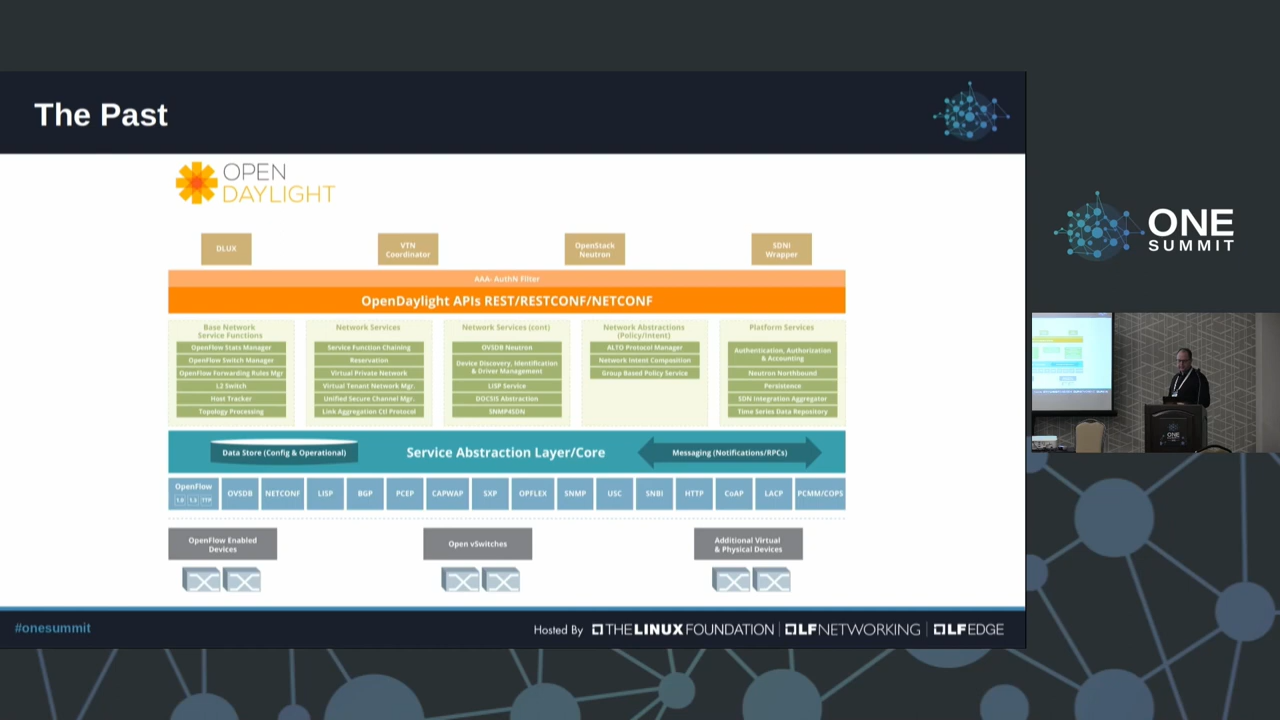 The Past
OPEN
DAYLIGHT
DLUX
VTN
Coordinator
OpenStack
Neutron
SDNi
Wrapper
AAA- AuthN Filter
OpenDaylight APIs REST/RESTCONF/NETCONF
Base Network
Service Functions
OpenFlow Stats Manager
OpenFlow Switch Manager
OpenFlow Forwarding Rules Mgr
L2 Switch
Host Tracker
Topology Processing
Network Services
Service Function Chaining
Reservation
Virtual Private Network
Virtual Tenant Network Mgr.
Unified Secure Channel Mgr.
Link Aggregation Ctl Protocol
Network Services (cont)
OVSDB Neutron
Device Discovery, Identification
& Driver Management
LISP Service
DOCSIS Abstraction
SNMP4SDN
Network Abstractions
(Policy/Intent)
ALTO Protocol Manager
Network Intent Composition
Group Based Policy Service
Platform Services
Authentication, Authorization
& Accounting
Neutron Northbound
Persistence
SDN Integration Aggregator
Time Series Data Repository
Data Store (Config & Operational)
Service Abstraction Layer/Core
Messaging (Notifications/RPCs)
OpenFlow
1.0 1.3 TTP
OVSDB
NETCONF
LISP
BGP
PCEP
CAPWAP
SXP
OPFLEX
SNMP
USC
SNBI
HTTP
CoAP
LACP
PCMM/COPS
OpenFlow Enabled
Devices
Open vSwitches
Additional Virtual
& Physical Devices
#onesummit
Hosted By THE LINUX FOUNDATION | LF NETWORKING | LF EDGE
ONE
SUMMIT
ONE